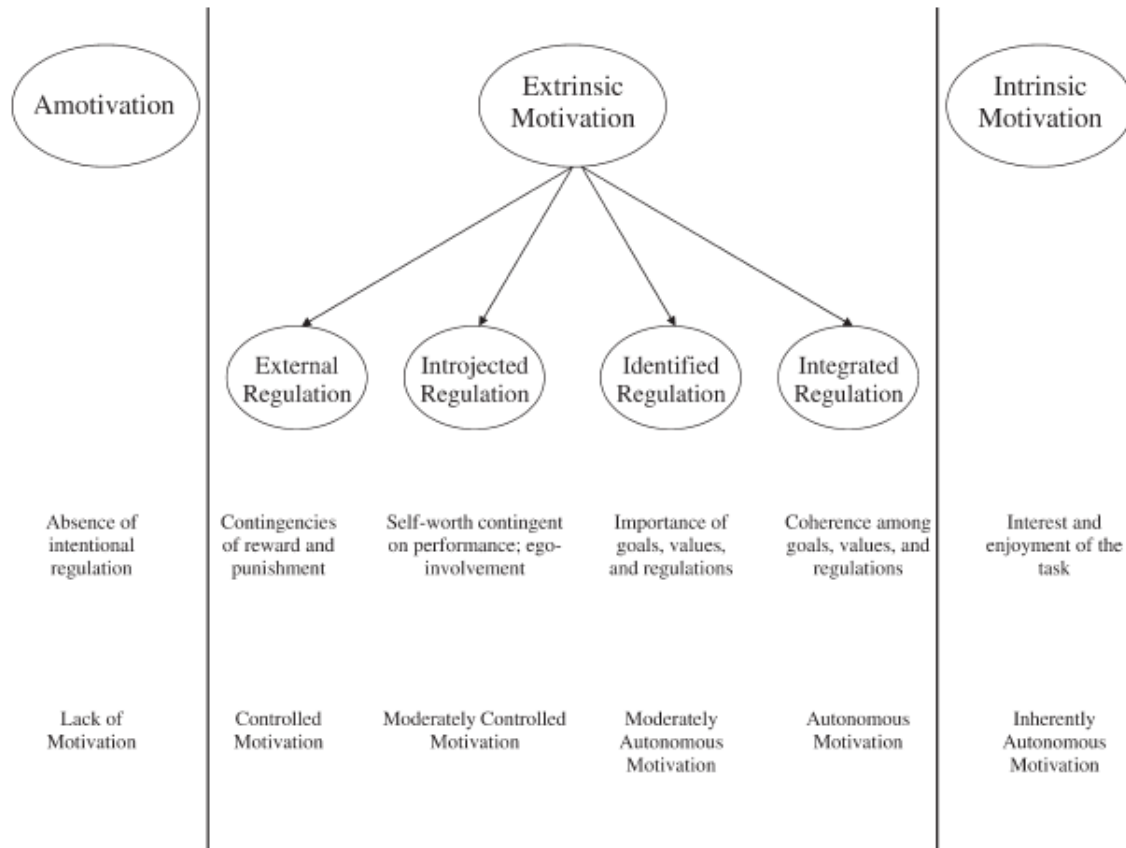 Amotivation
Extrinsic
Motivation
Intrinsic
Motivation
External
Regulation
Introjected
Regulation
Identified
Regulation
Integrated
Regulation
Absence of
intentional
regulation
Contingencies
of reward and
punishment
Self-worth contingent
on performance; ego-
involvement
Importance of
goals, values,
and regulations
Coherence among
goals, values, and
regulations
Interest and
enjoyment of the
task
Lack of
Motivation
Controlled
Motivation
Moderately Controlled
Motivation
Moderately
Autonomous
Motivation
Autonomous
Motivation
Inherently
Autonomous
Motivation